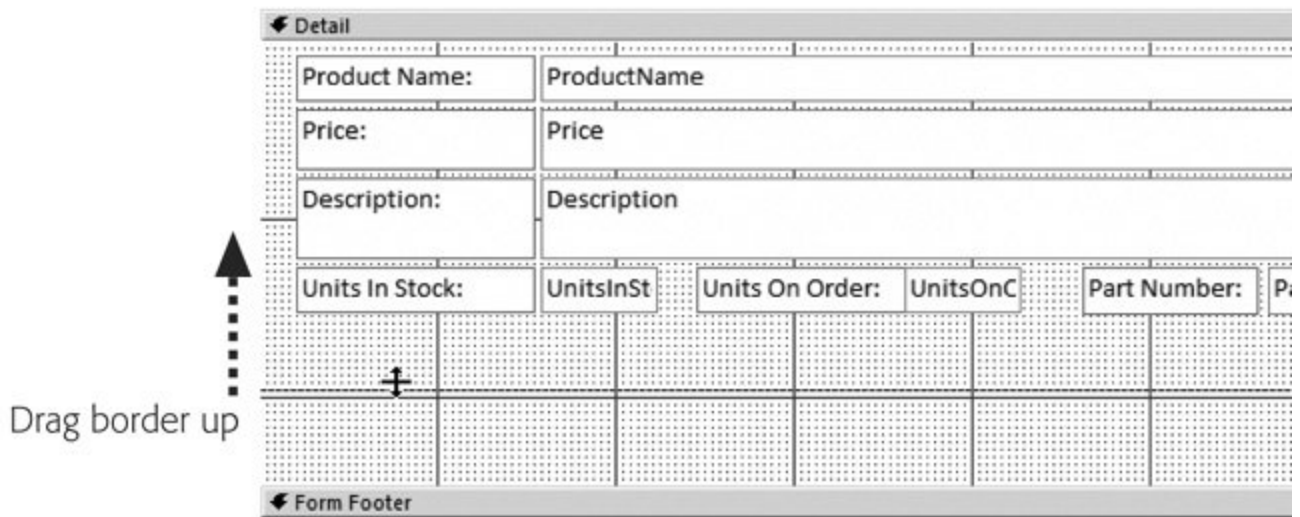 Detail
Product Name: ProductName
Price: Price
Description: Description
Units In Stock: UnitsInSt Units On Order: UnitsOnC Part Number: Pa
Drag border up
Form Footer